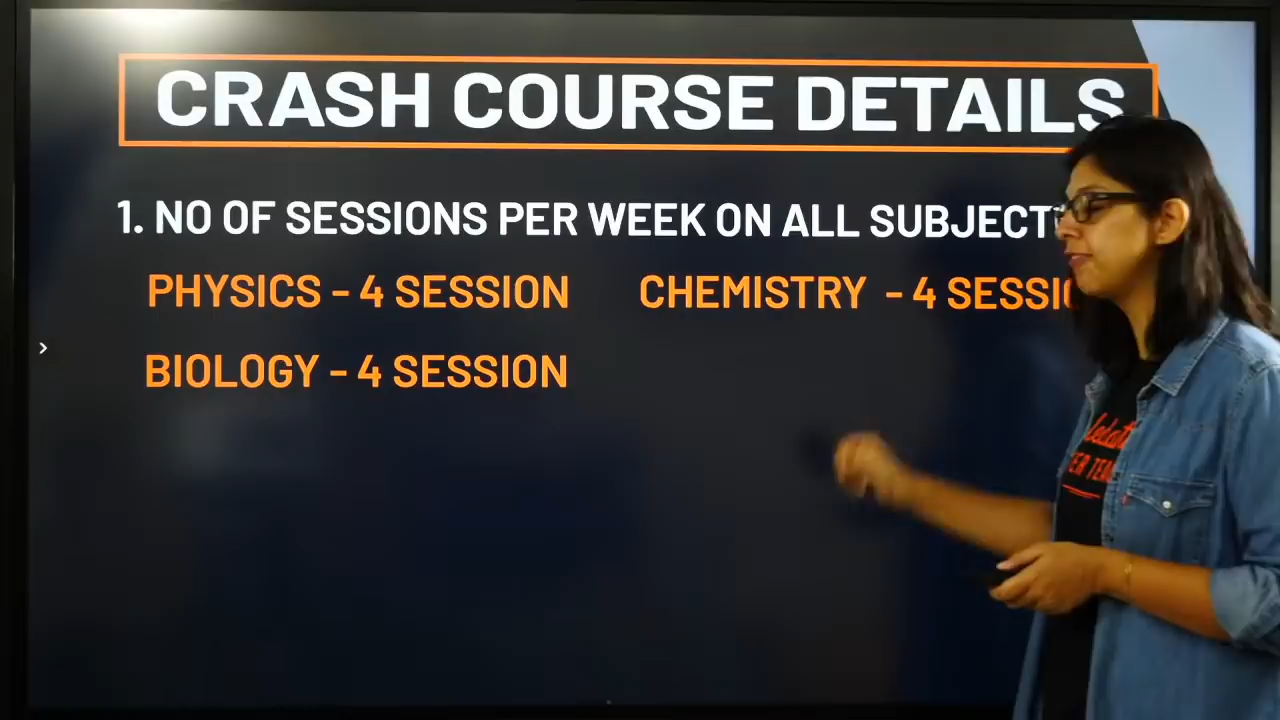 CRASH COURSE DETAILS
1. NO OF SESSIONS PER WEEK ON ALL SUBJECT
PHYSICS - 4 SESSION CHEMISTRY - 4
BIOLOGY - 4 SESSION